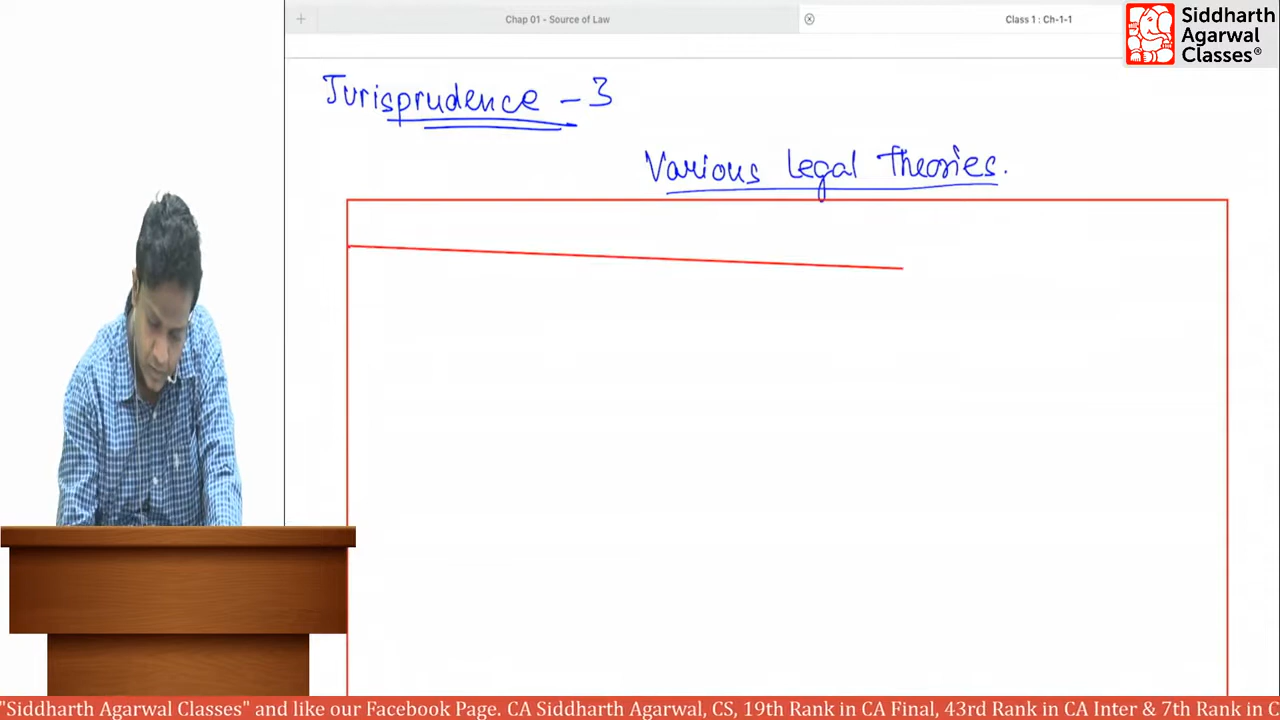 Chap 01 - Source of Law
Class 1 : Ch-1-1
Siddharth
Agarwal
Classes®
Jurisprudence - 3
Various Legal Theories.
"Siddharth Agarwal Classes" and like our Facebook Page. CA Siddharth Agarwal, CS, 19th Rank in CA Final, 43rd Rank in CA Inter & 7th Rank in C